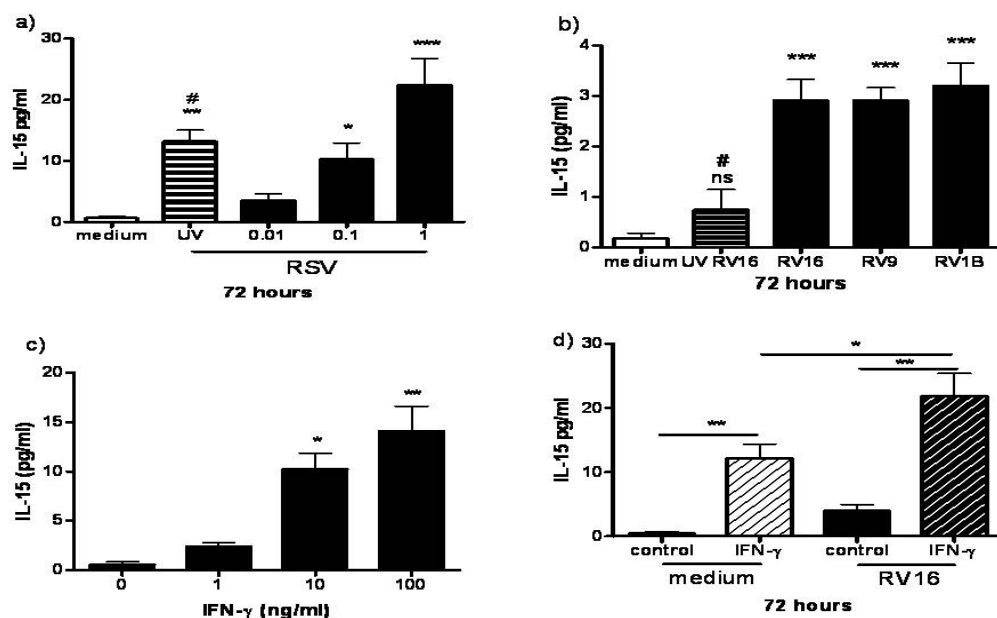 a)
IL-15 pg/ml
30
20
10
0
#
**
*
***
medium UV 0.01 0.1 1
RSV
72 hours
b)
IL-15 (pg/ml)
4
3
2
1
0
#
ns
*** *** ***
medium UV RV16 RV16 RV9 RV1B
72 hours
c)
IL-15 (pg/ml)
20
15
10
5
0
*
**
0 1 10 100
IFN-γ (ng/ml)
d)
IL-15 pg/ml
30
20
10
0
**
*
**
control IFN-γ control IFN-γ
medium RV16
72 hours